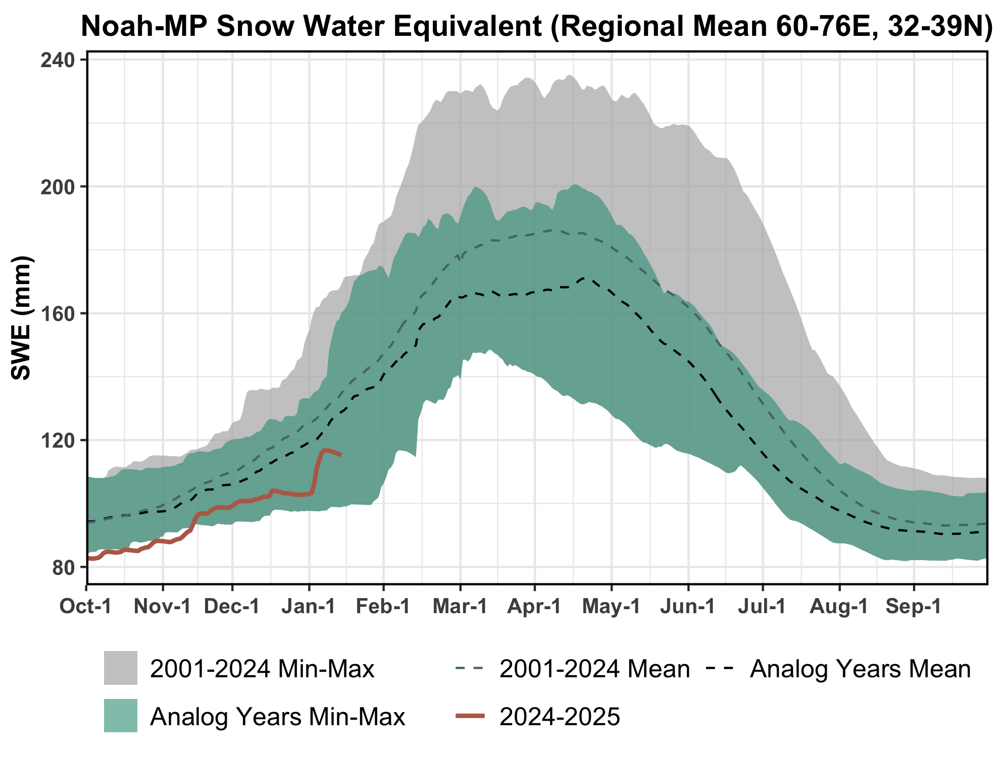 Noah-MP Snow Water Equivalent (Regional Mean 60-76E, 32-39N)
SWE (mm)
240
200
160
120
80
Oct-1 Nov-1 Dec-1 Jan-1 Feb-1 Mar-1 Apr-1 May-1 Jun-1 Jul-1 Aug-1 Sep-1
2001-2024 Min-Max 2001-2024 Mean Analog Years Mean
Analog Years Min-Max 2024-2025